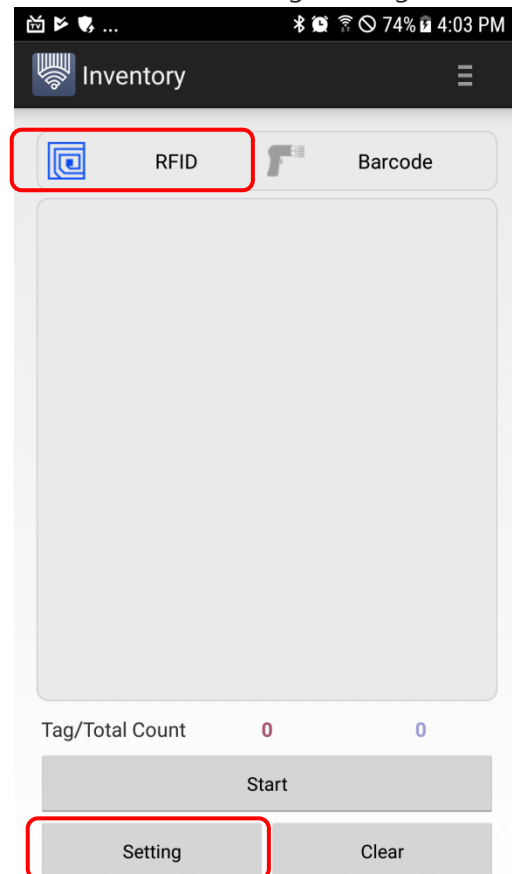 ... 74% 4:03 PM
Inventory
RFID Barcode
Tag/Total Count 0 0
Start
Setting Clear